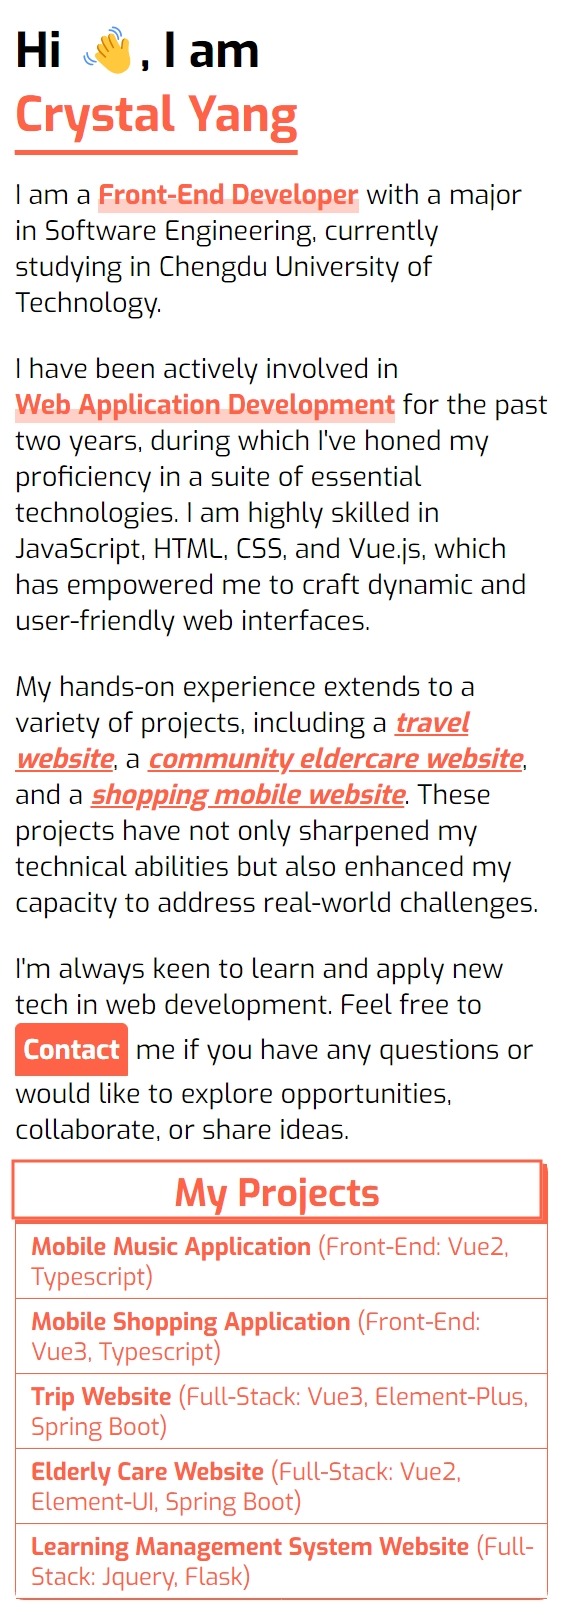 Hi 👋, I am
Crystal Yang
I am a Front-End Developer with a major
in Software Engineering, currently
studying in Chengdu University of
Technology.
I have been actively involved in
Web Application Development for the past
two years, during which I've honed my
proficiency in a suite of essential
technologies. I am highly skilled in
JavaScript, HTML, CSS, and Vue.js, which
has empowered me to craft dynamic and
user-friendly web interfaces.
My hands-on experience extends to a
variety of projects, including a travel
website, a community eldercare website,
and a shopping mobile website. These
projects have not only sharpened my
technical abilities but also enhanced my
capacity to address real-world challenges.
I'm always keen to learn and apply new
tech in web development. Feel free to
Contact me if you have any questions or
would like to explore opportunities,
collaborate, or share ideas.
My Projects
Mobile Music Application (Front-End: Vue2,
Typescript)
Mobile Shopping Application (Front-End:
Vue3, Typescript)
Trip Website (Full-Stack: Vue3, Element-Plus,
Spring Boot)
Elderly Care Website (Full-Stack: Vue2,
Element-UI, Spring Boot)
Learning Management System Website (Full-
Stack: Jquery, Flask)